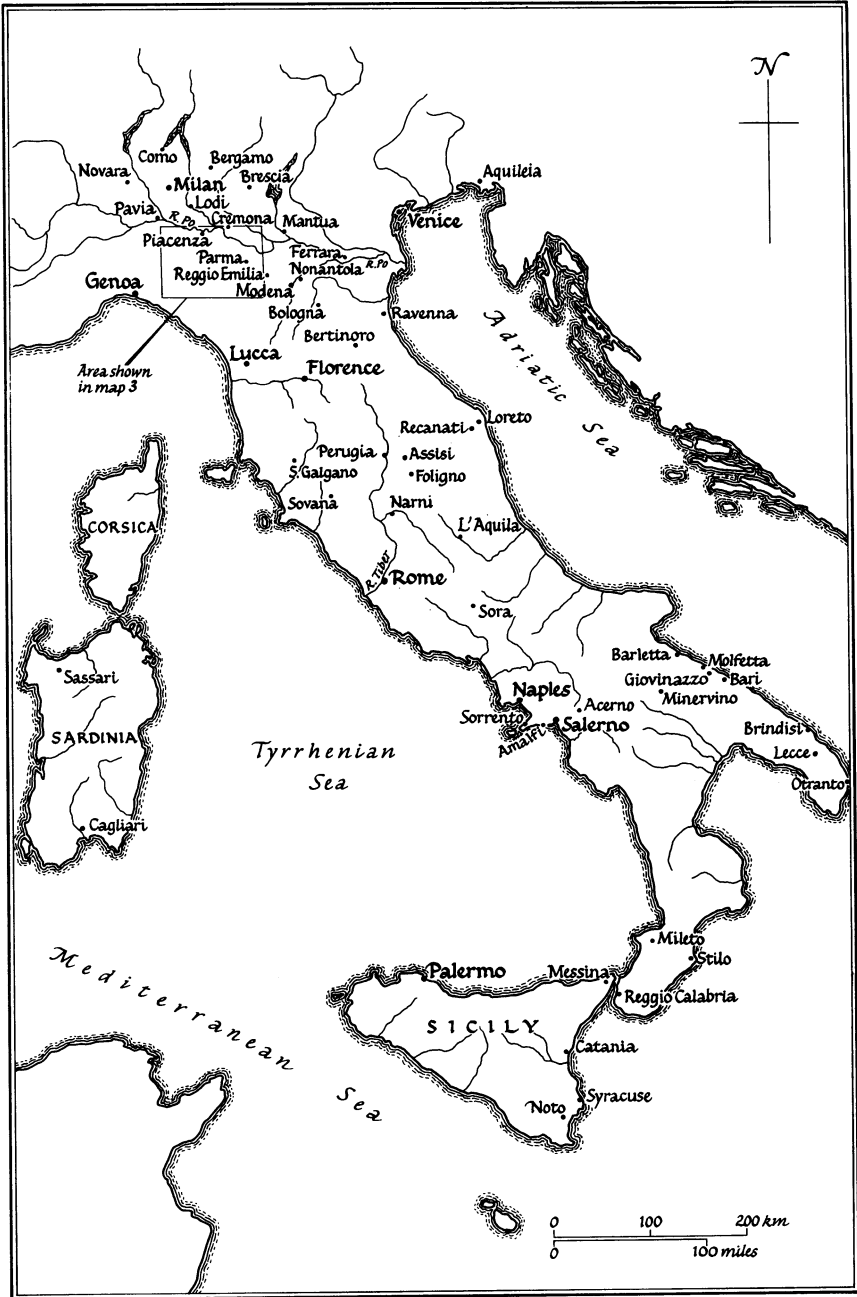 N
Como
Bergamo
Novara
Milan
Brescia
Aquileia
Lodi
Pavia
R. Po
Cremona
Mantua
Venice
Piacenza
Parma
Ferrara
R. Po
Reggio Emilia
Nonantola
Genoa
Modena
Bologna
Ravenna
Bertinoro
Adriatic Sea
Lucca
Florence
Area shown
in map 3
Recanati
Loreto
Perugia
Assisi
S. Galgano
Foligno
Sovana
Narni
CORSICA
L'Aquila
R. Tiber
Rome
Sora
Barletta
Molfetta
Sassari
Giovinazzo
Bari
Naples
Minervino
Acerno
Sorrento
Salerno
Amalfi
Brindisi
SARDINIA
Tyrrhenian
Sea
Lecce
Otranto
Cagliari
Mileto
Stilo
Mediterranean Sea
Palermo
Messina
Reggio Calabria
SICILY
Catania
Syracuse
Noto
0 100 200 km
0 100 miles